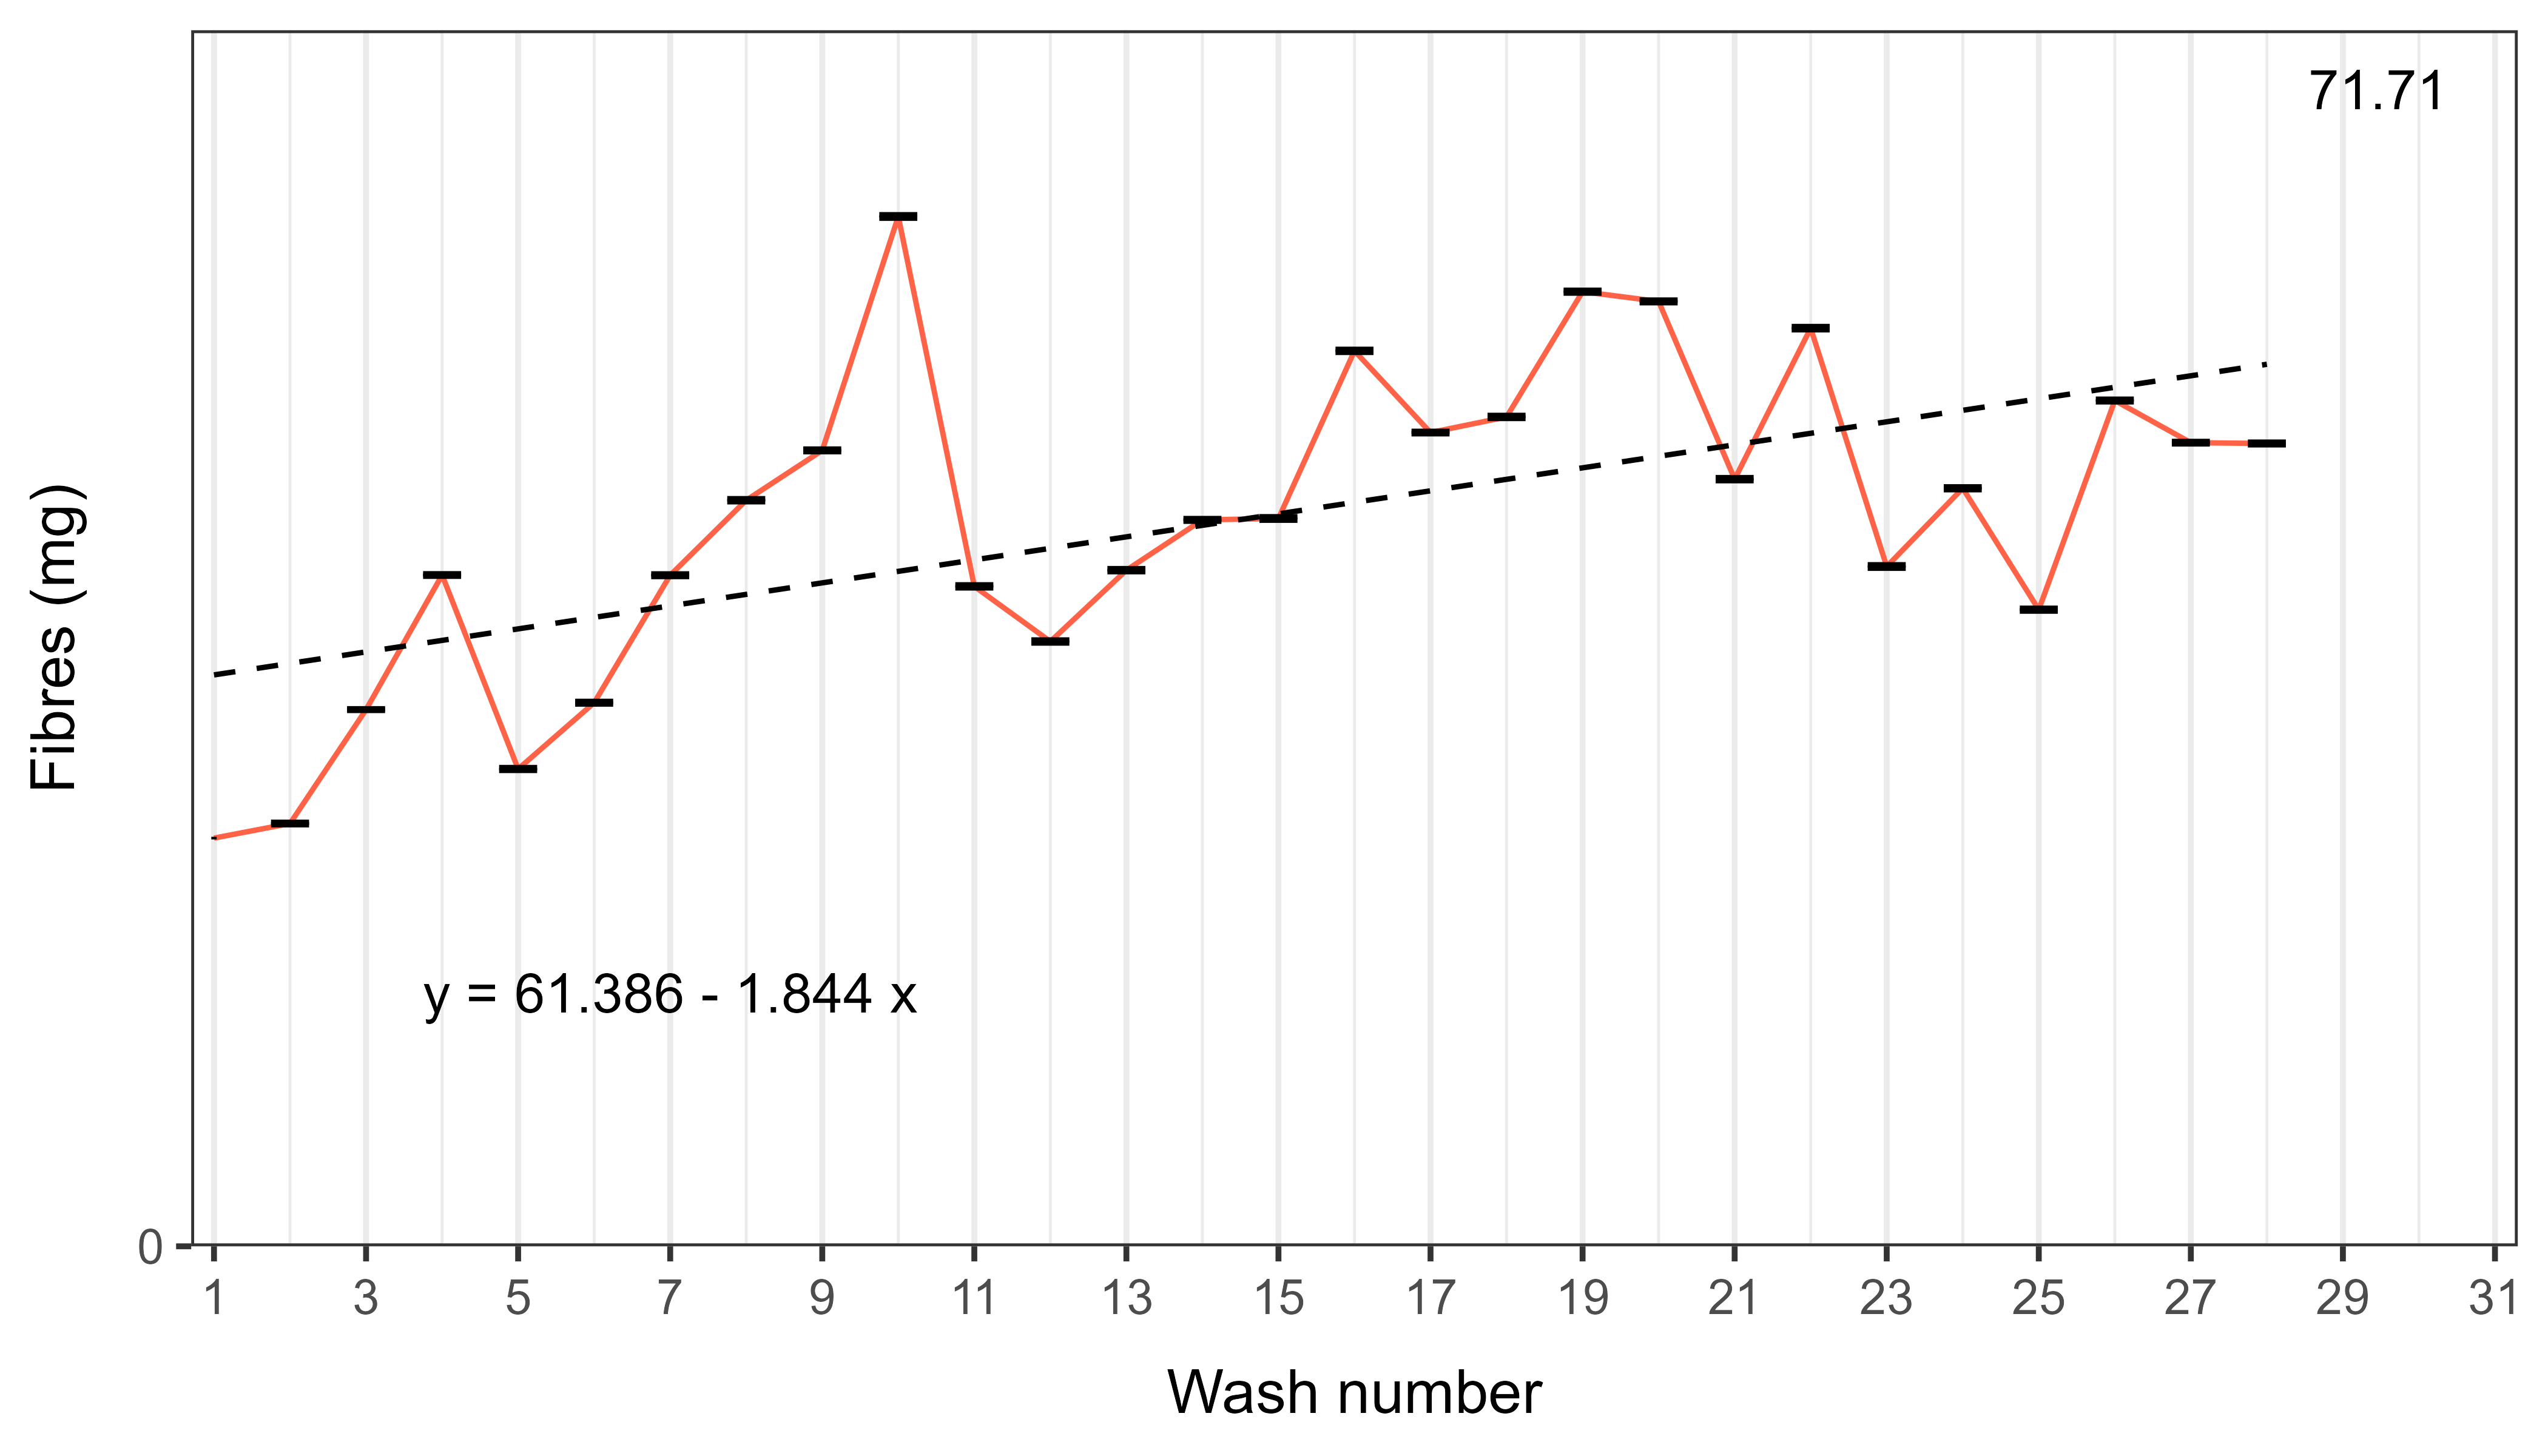 71.71
Fibres (mg)
y = 61.386 - 1.844 x
0
1 3 5 7 9 11 13 15 17 19 21 23 25 27 29 31
Wash number